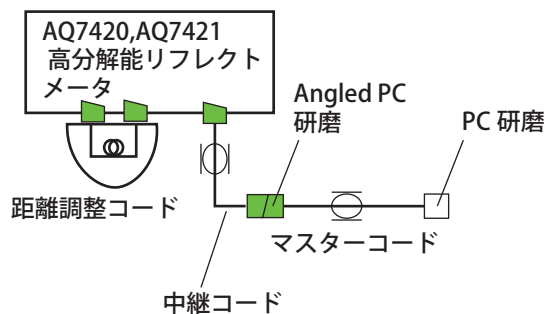 AQ7420,AQ7421
高分解能リフレクト
メータ
Angled PC
研磨
PC 研磨
距離調整コード
マスターコード
中継コード